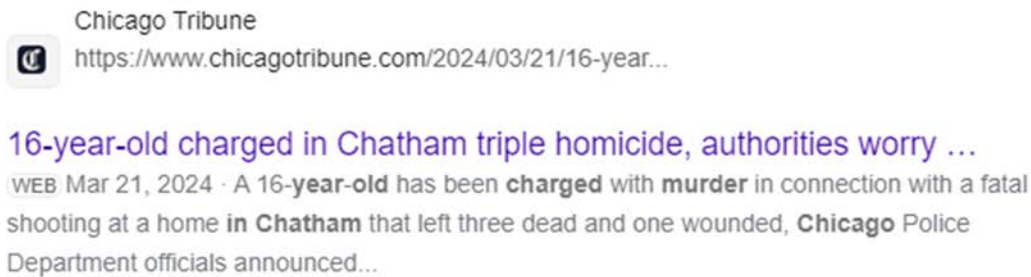 Chicago Tribune
https://www.chicagotribune.com/2024/03/21/16-year...
16-year-old charged in Chatham triple homicide, authorities worry ...
WEB Mar 21, 2024 · A 16-year-old has been charged with murder in connection with a fatal
shooting at a home in Chatham that left three dead and one wounded, Chicago Police
Department officials announced...